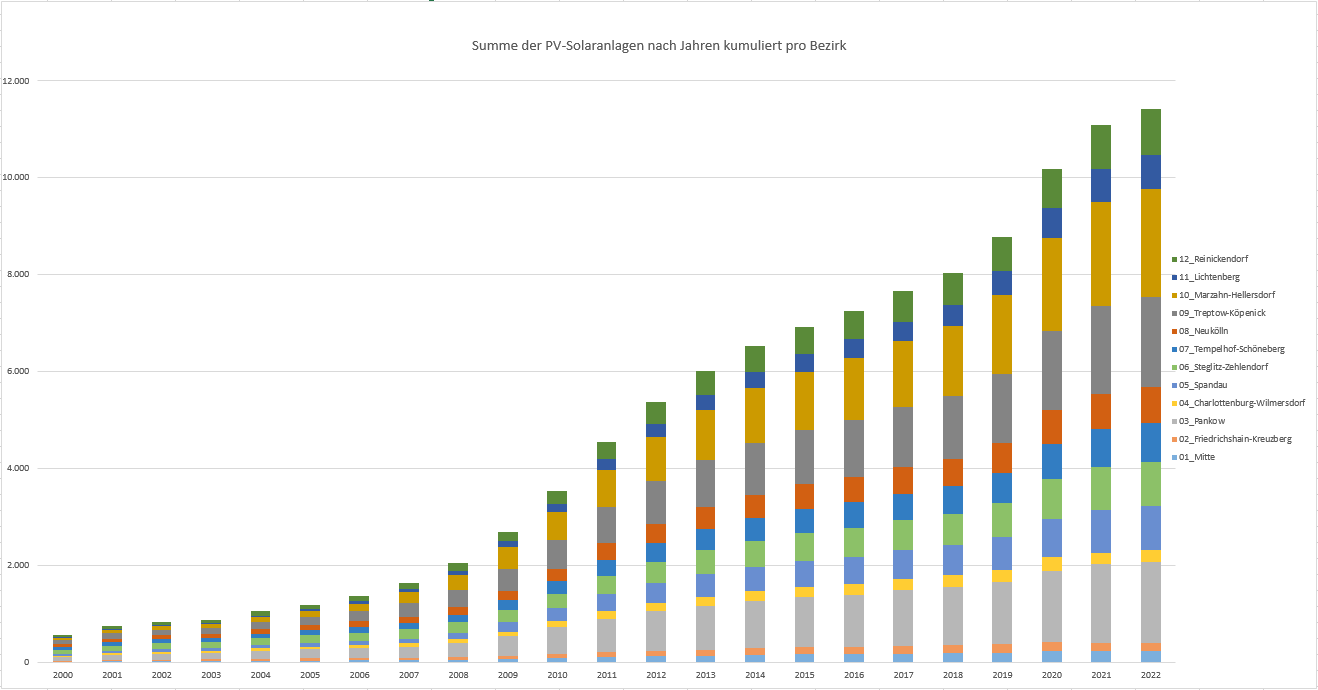 Summe der PV-Solaranlagen nach Jahren kumuliert pro Bezirk
12.000
10.000
8.000
6.000
4.000
2.000
0
2000 2001 2002 2003 2004 2005 2006 2007 2008 2009 2010 2011 2012 2013 2014 2015 2016 2017 2018 2019 2020 2021 2022
12_Reinickendorf
11_Lichtenberg
10_Marzahn-Hellersdorf
09_Treptow-Köpenick
08_Neukölln
07_Tempelhof-Schöneberg
06_Steglitz-Zehlendorf
05_Spandau
04_Charlottenburg-Wilmersdorf
03_Pankow
02_Friedrichshain-Kreuzberg
01_Mitte